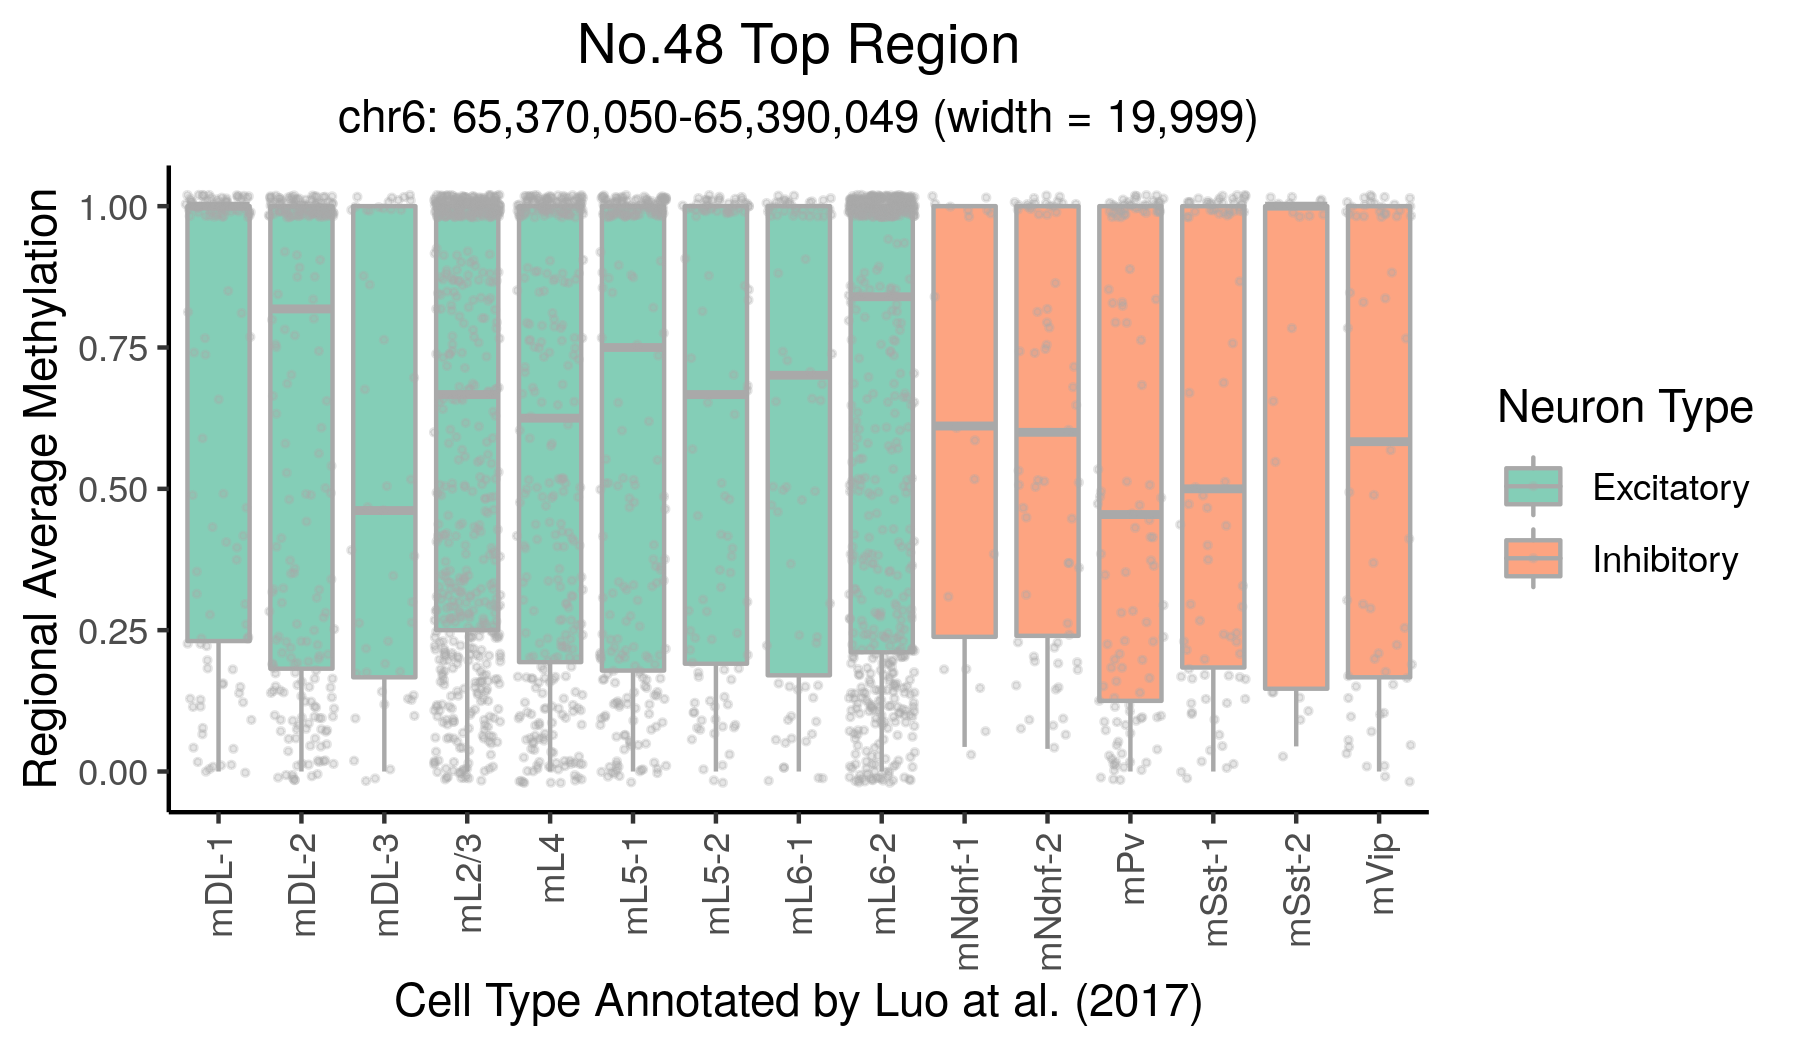 No.48 Top Region
chr6: 65,370,050-65,390,049 (width = 19,999)
Regional Average Methylation
1.00
0.75
0.50
0.25
0.00
mDL-1
mDL-2
mDL-3
mL2/3
mL4
mL5-1
mL5-2
mL6-1
mL6-2
mNdnf-1
mNdnf-2
mPv
mSst-1
mSst-2
mVip
Cell Type Annotated by Luo at al. (2017)
Neuron Type
Excitatory
Inhibitory